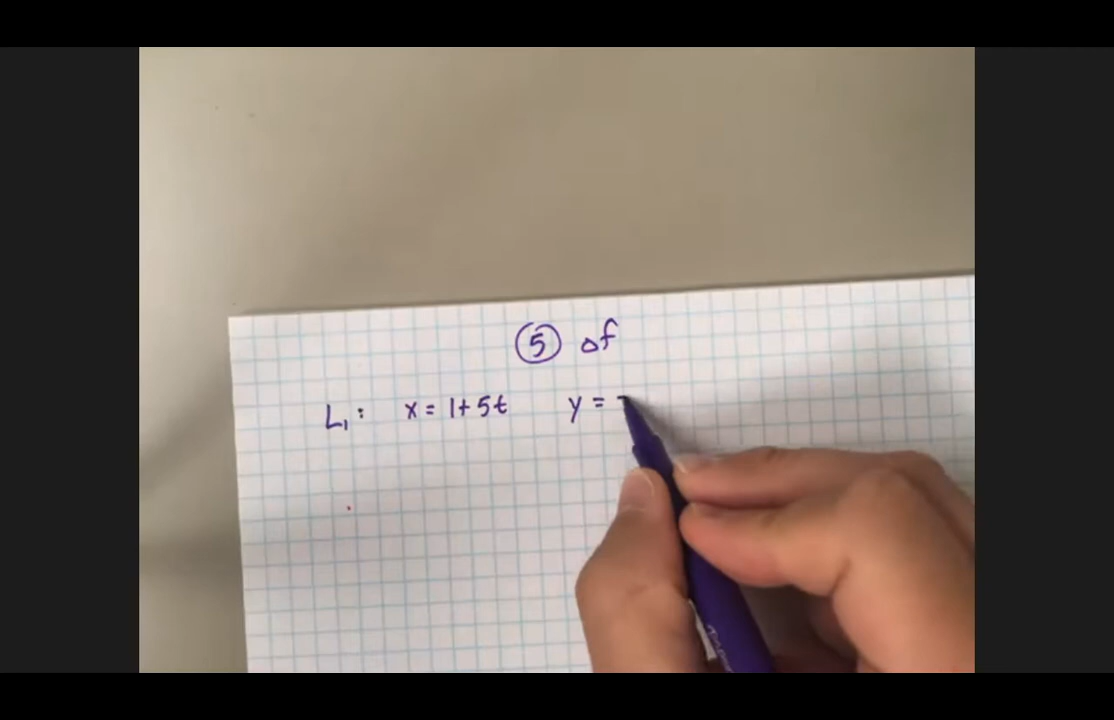 ⑤ of
L₁: x = 1+5t y = -